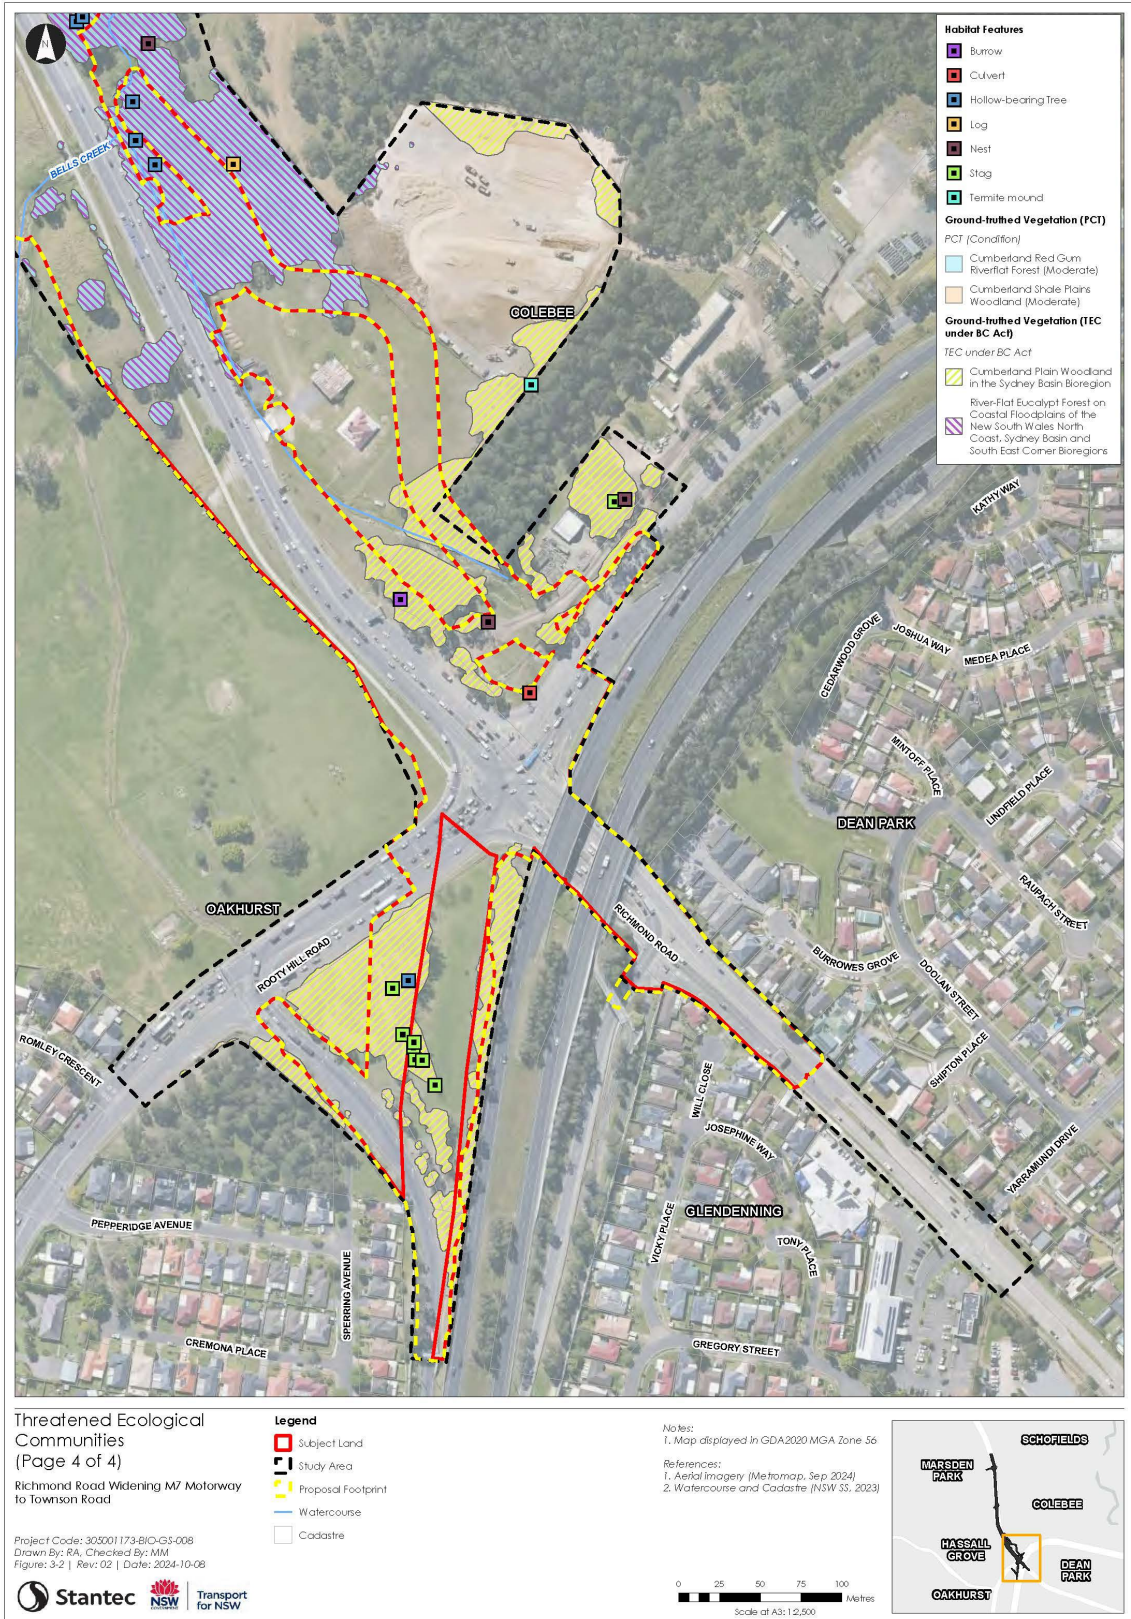 N
BELLS CREEK
COLEBEE
KATHY WAY
CEDARWOOD GROVE
JOSHUA WAY
MEDEA PLACE
MINTOFF PLACE
LINDFIELD PLACE
DEAN PARK
RAUPACH STREET
OAKHURST
ROOTY HILL ROAD
RICHMOND ROAD
BURROWES GROVE
DOOLAN STREET
SHIPTON PLACE
ROMLEY CRESCENT
WILL CLOSE
JOSEPHINE WAY
YARRAMUNDI DRIVE
GLENDENNING
PEPPERIDGE AVENUE
VICKY PLACE
TONY PLACE
SPERRING AVENUE
CREMONA PLACE
GREGORY STREET
Habitat Features
Burrow
Culvert
Hollow-bearing Tree
Log
Nest
Stag
Termite mound
Ground-truthed Vegetation (PCT)
PCT (Condition)
Cumberland Red Gum
Riverflat Forest (Moderate)
Cumberland Shale Plains
Woodland (Moderate)
Ground-truthed Vegetation (TEC
under BC Act)
TEC under BC Act
Cumberland Plain Woodland
in the Sydney Basin Bioregion
River-Flat Eucalypt Forest on
Coastal Floodplains of the
New South Wales North
Coast, Sydney Basin and
South East Corner Bioregions
Threatened Ecological
Communities
(Page 4 of 4)
Richmond Road Widening M7 Motorway
to Townson Road
Project Code: 305001173-BIO-GS-008
Drawn By: RA, Checked By: MM
Figure: 3-2 | Rev: 02 | Date: 2024-10-08
Stantec
NSW
GOVERNMENT
Transport
for NSW
Legend
Subject Land
Study Area
Proposal Footprint
Watercourse
Cadastre
Notes:
1. Map displayed in GDA2020 MGA Zone 56
References:
1. Aerial imagery (Metromap, Sep 2024)
2. Watercourse and Cadastre (NSW SS, 2023)
0 25 50 75 100
Metres
Scale at A3: 1:2,500
SCHOFIELDS
MARSDEN
PARK
COLEBEE
HASSALL
GROVE
DEAN
PARK
OAKHURST